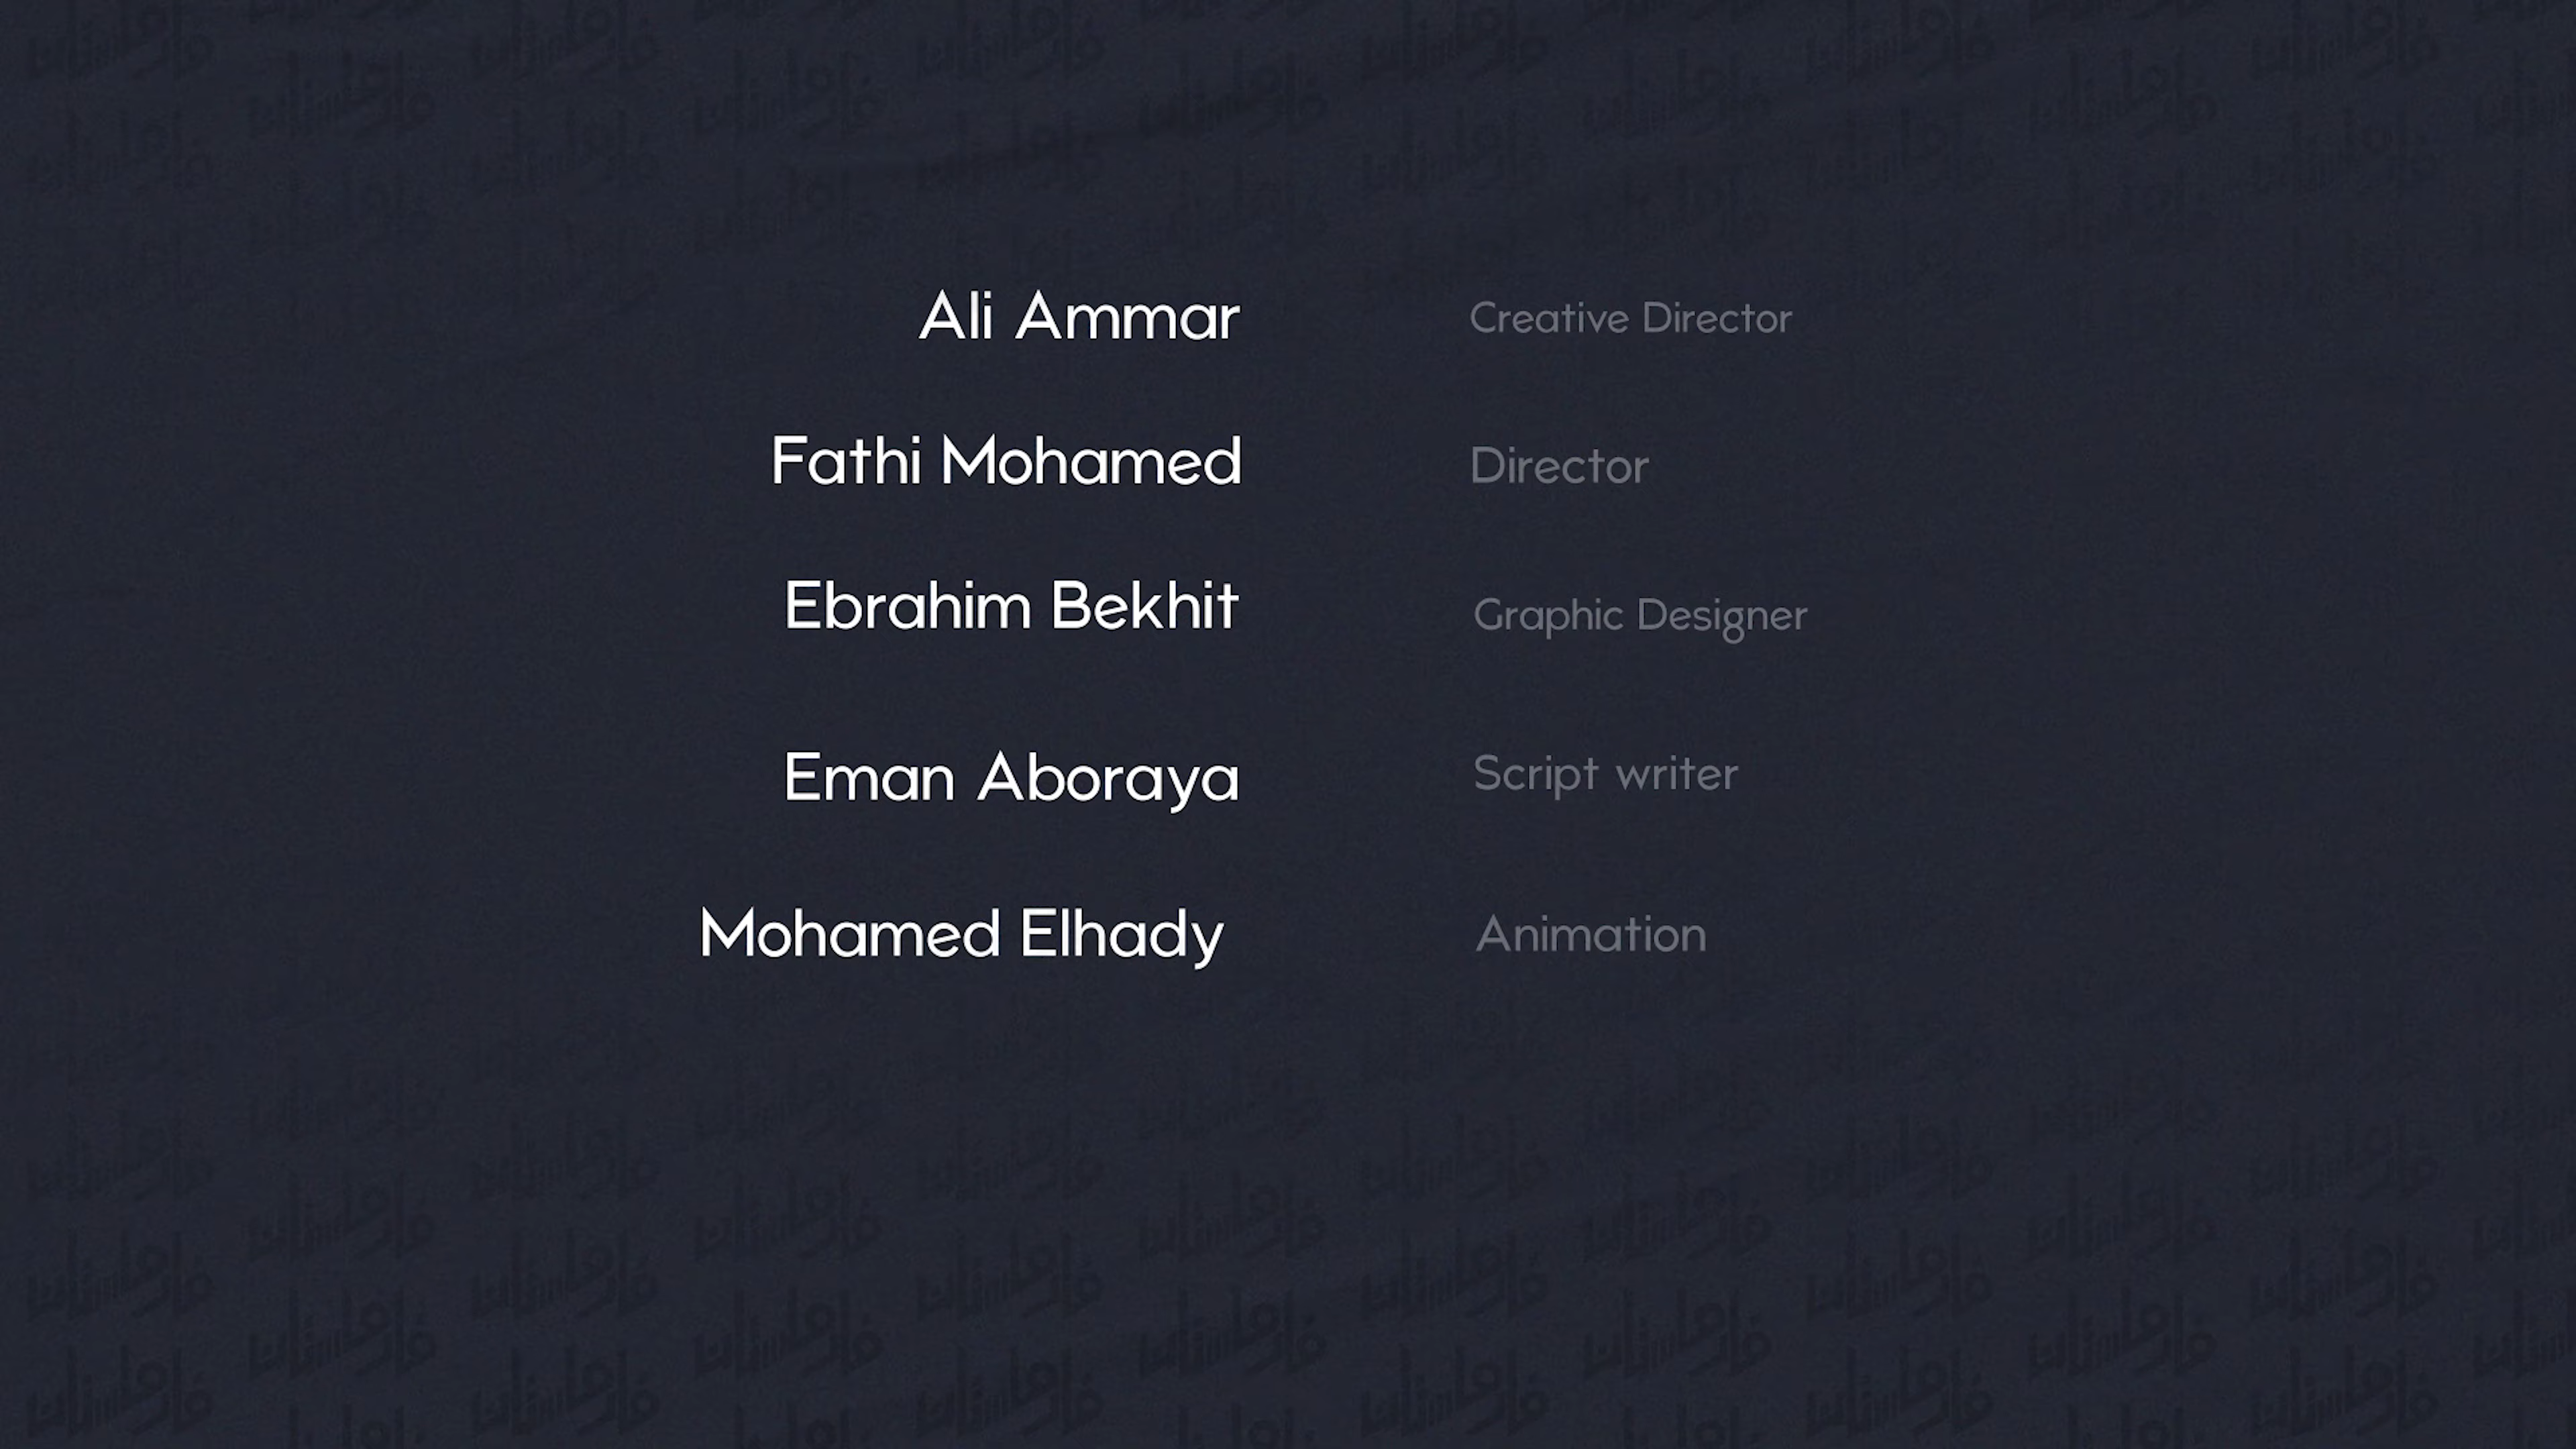 Ali Ammar Creative Director
Fathi Mohamed Director
Ebrahim Bekhit Graphic Designer
Eman Aboraya Script writer
Mohamed Elhady Animation